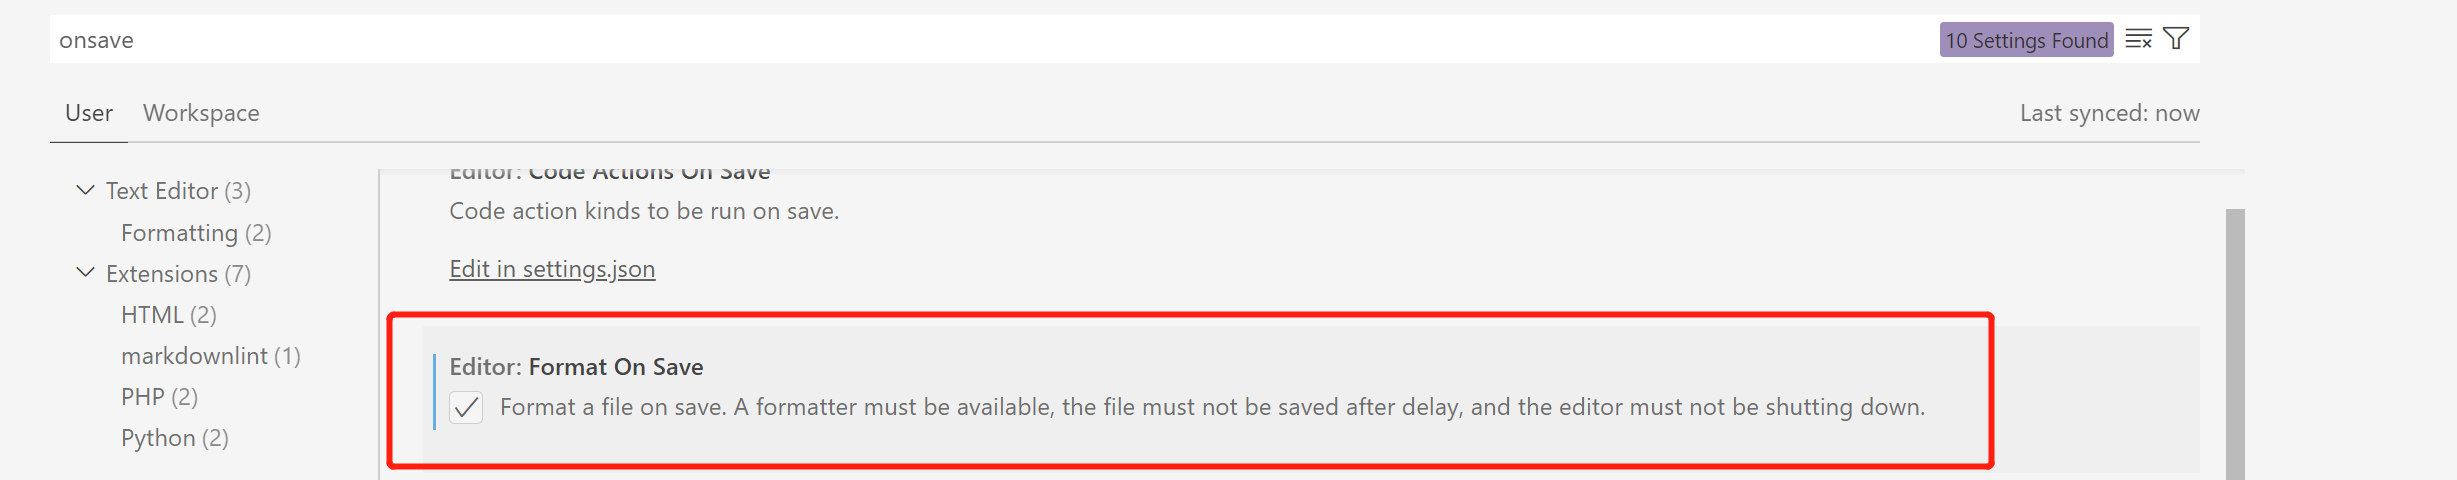 onsave
10 Settings Found
User
Workspace
Last synced: now
Text Editor (3)
Formatting (2)
Extensions (7)
HTML (2)
markdownlint (1)
PHP (2)
Python (2)
Editor: Code Actions On Save
Code action kinds to be run on save.
Edit in settings.json
Editor: Format On Save
Format a file on save. A formatter must be available, the file must not be saved after delay, and the editor must not be shutting down.